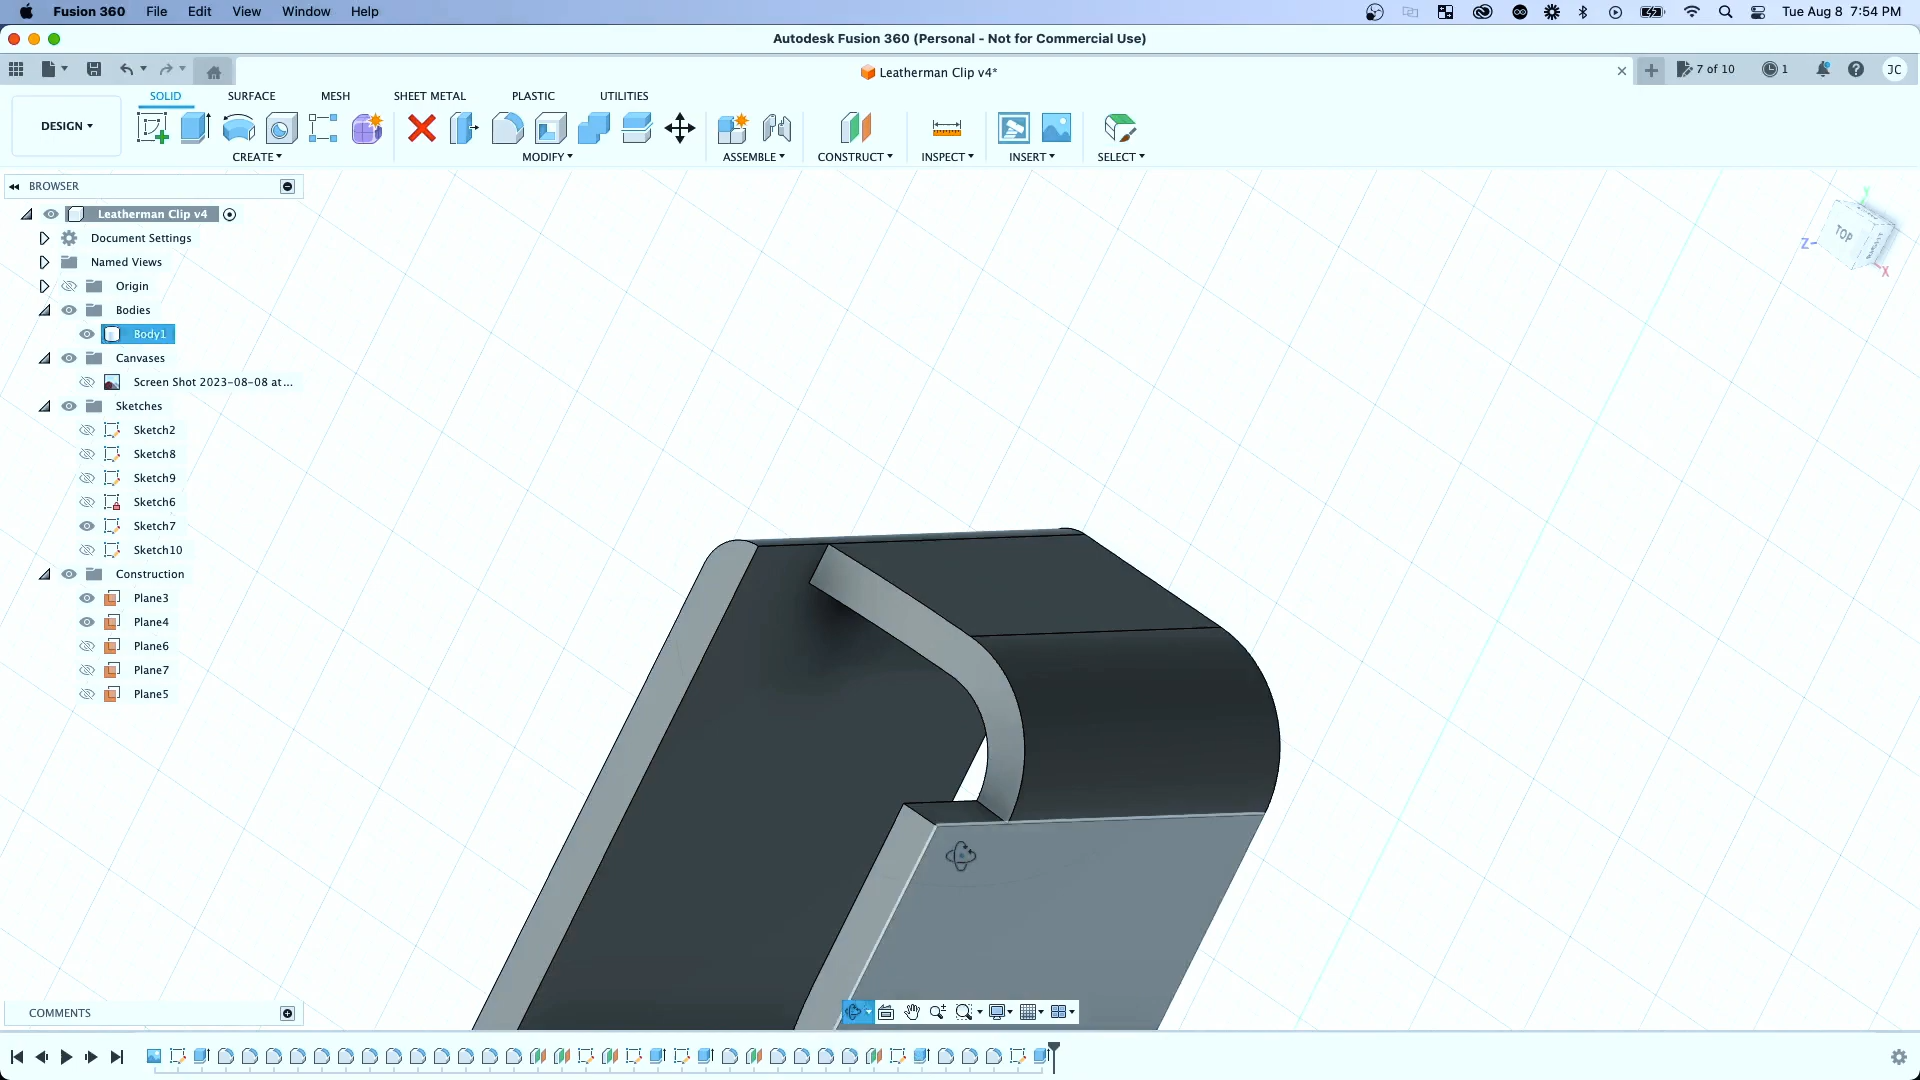 Fusion 360 File Edit View Window Help Tue Aug 8 7:54 PM
Autodesk Fusion 360 (Personal - Not for Commercial Use)
Leatherman Clip v4* 7 of 10 1 JC
DESIGN
SOLID SURFACE MESH SHEET METAL PLASTIC UTILITIES
CREATE MODIFY ASSEMBLE CONSTRUCT INSPECT INSERT SELECT
BROWSER
Leatherman Clip v4
Document Settings
Named Views
Origin
Bodies
Body1
Canvases
Screen Shot 2023-08-08 at...
Sketches
Sketch2
Sketch8
Sketch9
Sketch6
Sketch7
Sketch10
Construction
Plane3
Plane4
Plane6
Plane7
Plane5
Y
TOP
Z
X
COMMENTS